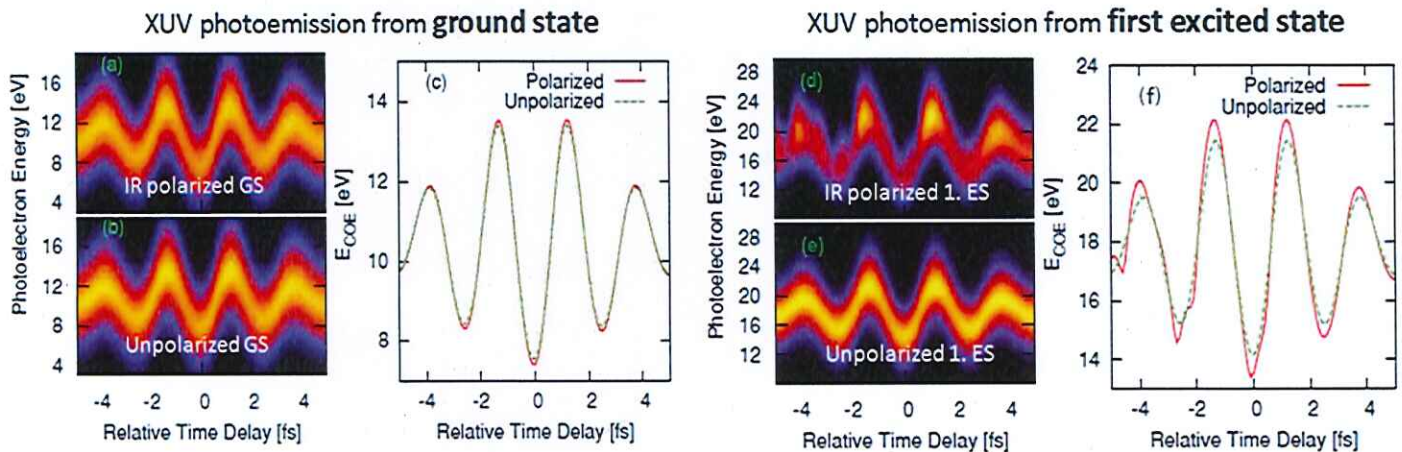 XUV photoemission from ground state
XUV photoemission from first excited state
Photoelectron Energy [eV]
16
12
8
4
16
12
8
4
(a)
IR polarized GS
(b)
Unpolarized GS
-4 -2 0 2 4
Relative Time Delay [fs]
E_COE [eV]
14
12
10
8
(c)
Polarized
Unpolarized
-4 -2 0 2 4
Relative Time Delay [fs]
Photoelectron Energy [eV]
28
24
20
16
12
28
24
20
16
12
(d)
IR polarized 1. ES
(e)
Unpolarized 1. ES
-4 -2 0 2 4
Relative Time Delay [fs]
E_COE [eV]
24
22
20
18
16
14
(f)
Polarized
Unpolarized
-4 -2 0 2 4
Relative Time Delay [fs]